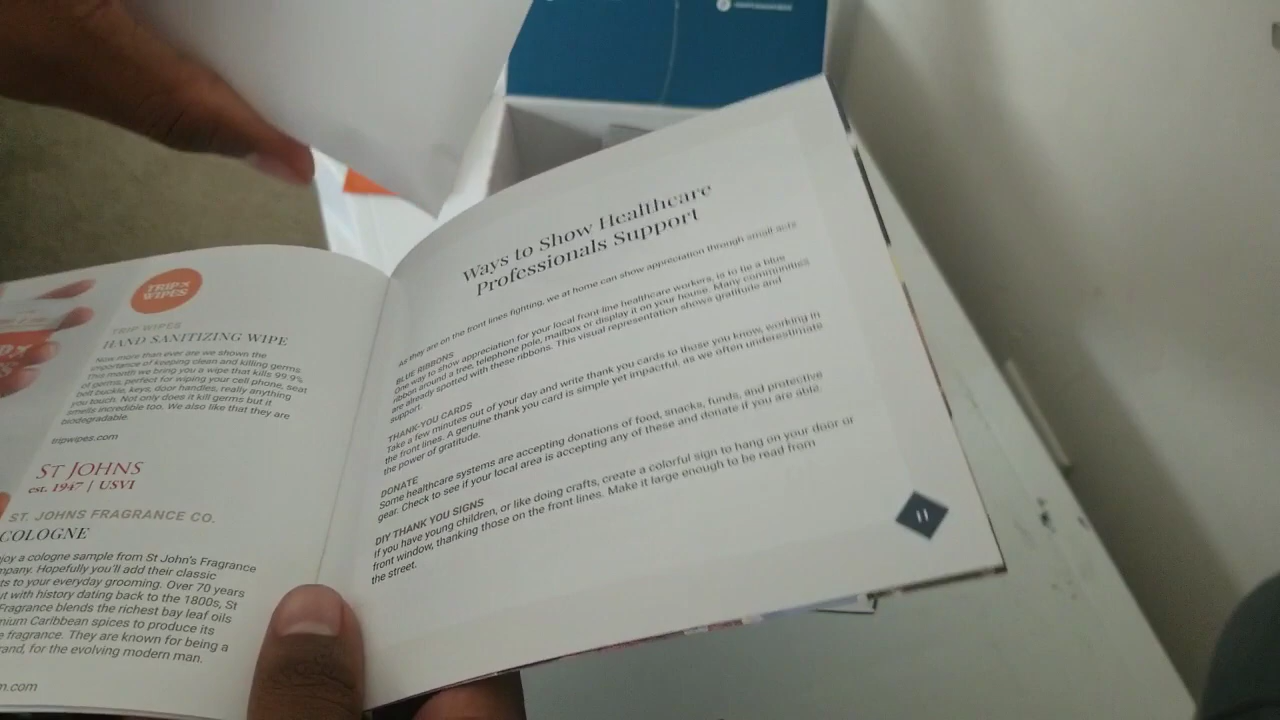 TRIP
WIPES
TRIP WIPES
HAND SANITIZING WIPE
Now more than ever are we shown the
importance of keeping clean and killing germs.
This month we bring you a wipe that kills 99.9%
of germs, perfect for wiping your cell phone, seat
belt buckle, keys, door handles, really anything
you touch. Not only does it kill germs but it
smells incredible too. We also like that they are
biodegradable.
tripwipes.com
ST JOHNS
est. 1947 | USVI
ST. JOHNS FRAGRANCE CO.
COLOGNE
joy a cologne sample from St John's Fragrance
mpany. Hopefully you'll add their classic
ts to your everyday grooming. Over 70 years
t with history dating back to the 1800s, St
Fragrance blends the richest bay leaf oils
nium Caribbean spices to produce its
e fragrance. They are known for being a
rand, for the evolving modern man.
m.com
Ways to Show Healthcare
Professionals Support
As they are on the front lines fighting, we at home can show appreciation through small acts
BLUE RIBBONS
One way to show appreciation for your local front line healthcare workers, is to tie a blue
ribbon around a tree, telephone pole, mailbox or display it on your house. Many communities
are already spotted with these ribbons. This visual representation shows gratitude and
support.
THANK-YOU CARDS
Take a few minutes out of your day and write thank you cards to those you know, working in
the front lines. A genuine thank you card is simple yet impactful, as we often underestimate
the power of gratitude.
DONATE
Some healthcare systems are accepting donations of food, snacks, funds, and protective
gear. Check to see if your local area is accepting any of these and donate if you are able.
DIY THANK YOU SIGNS
If you have young children, or like doing crafts, create a colorful sign to hang on your door or
front window, thanking those on the front lines. Make it large enough to be read from
the street.
11